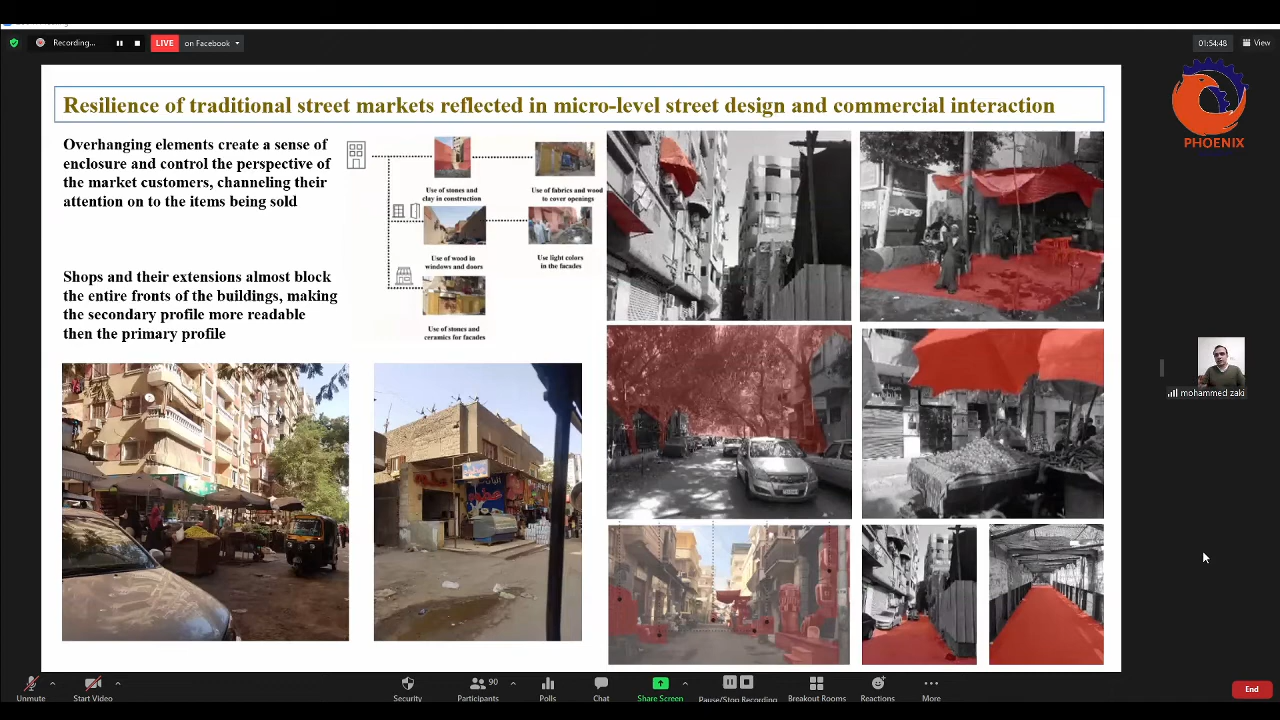 Recording...
LIVE
on Facebook
01:54:48
View
Resilience of traditional street markets reflected in micro-level street design and commercial interaction
Overhanging elements create a sense of
enclosure and control the perspective of
the market customers, channeling their
attention on to the items being sold
Shops and their extensions almost block
the entire fronts of the buildings, making
the secondary profile more readable
then the primary profile
Use of stones and
clay in construction
Use of fabrics and wood
to cover openings
Use of wood in
windows and doors
Use light colors
in the facades
Use of stones and
ceramics for facades
PEPSI
PHOENIX
mohammed zaki
Unmute
Start Video
Security
Participants
90
Polls
Chat
Share Screen
Pause/Stop Recording
Breakout Rooms
Reactions
More
End